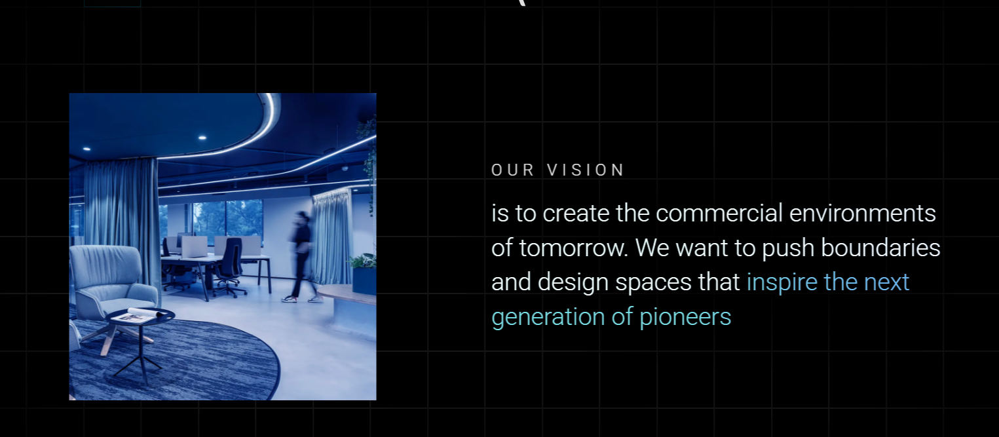 OUR VISION
is to create the commercial environments
of tomorrow. We want to push boundaries
and design spaces that inspire the next
generation of pioneers